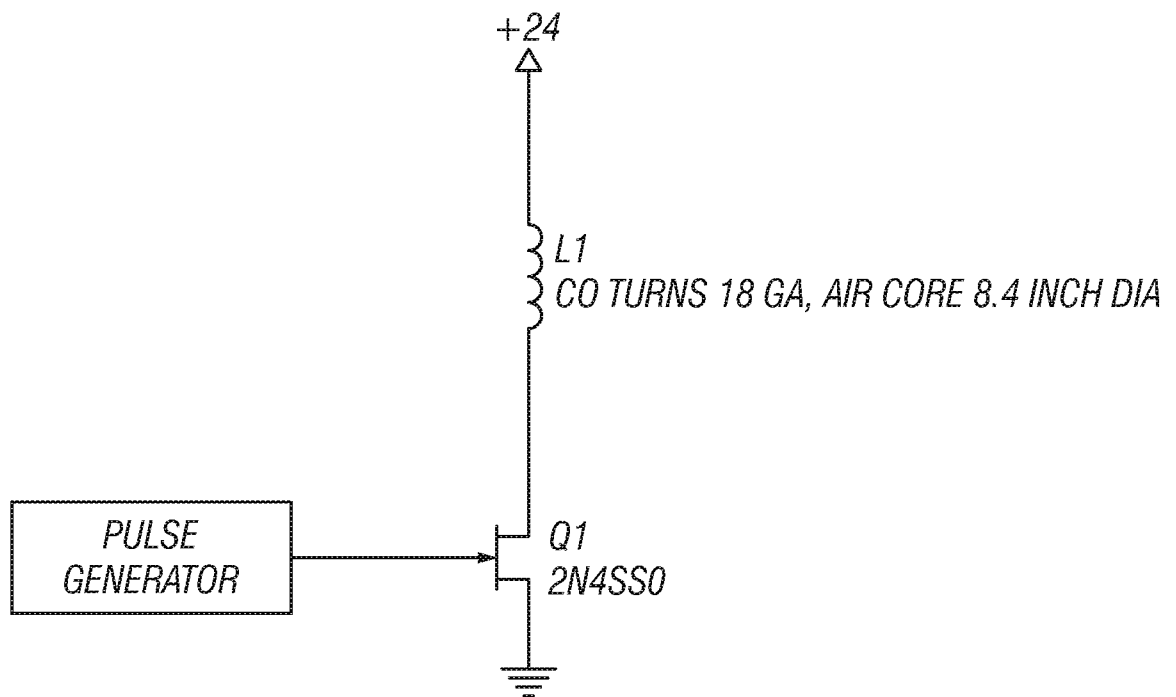 +24
L1
CO TURNS 18 GA, AIR CORE 8.4 INCH DIA
PULSE
GENERATOR
Q1
2N4SS0